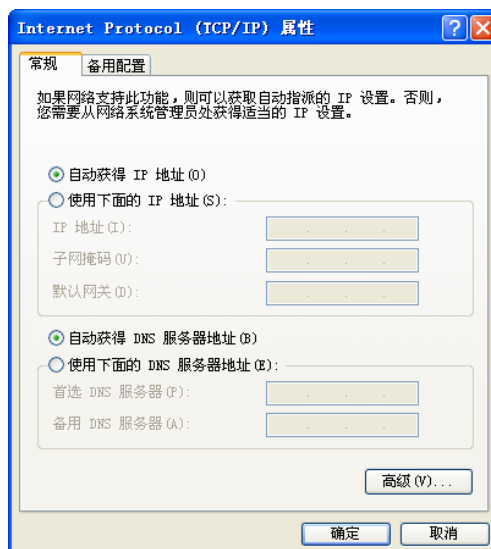 Internet Protocol (TCP/IP) 属性
常规
备用配置
如果网络支持此功能，则可以获取自动指派的 IP 设置。否则，
您需要从网络系统管理员处获得适当的 IP 设置。
自动获得 IP 地址(O)
使用下面的 IP 地址(S):
IP 地址(I):
子网掩码(U):
默认网关(D):
自动获得 DNS 服务器地址(B)
使用下面的 DNS 服务器地址(E):
首选 DNS 服务器(P):
备用 DNS 服务器(A):
高级(V)...
确定
取消